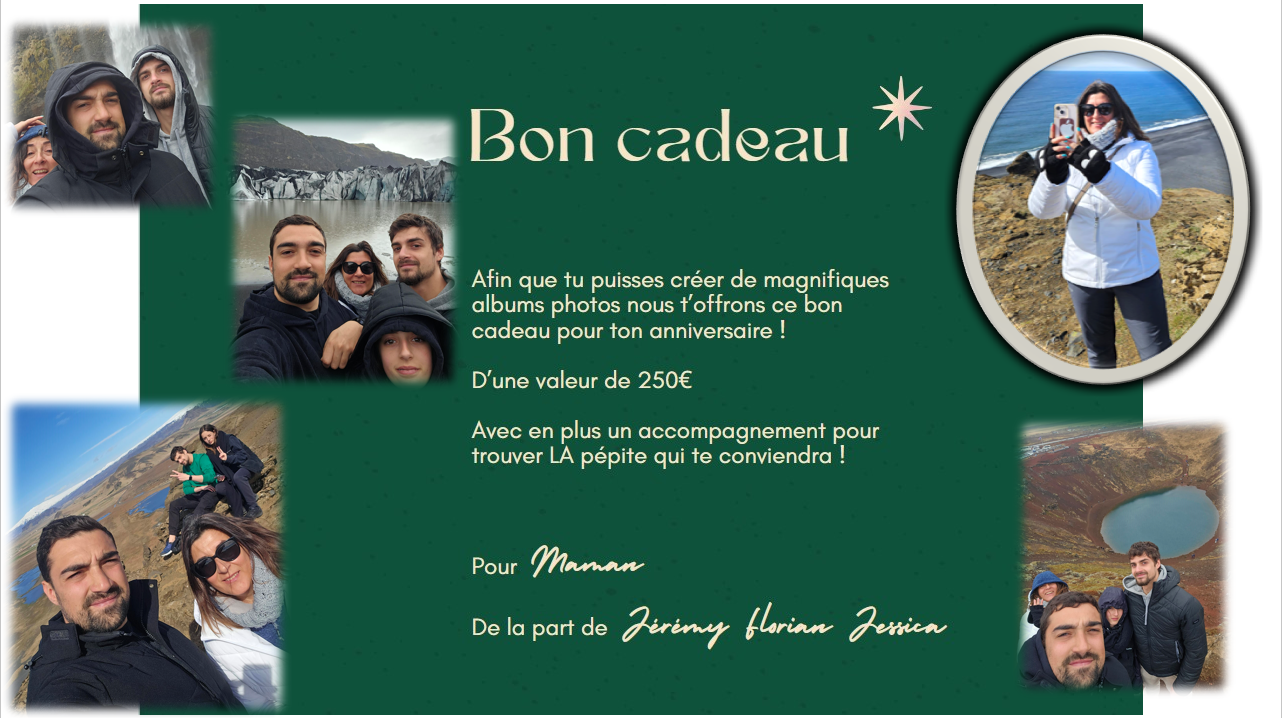 Bon cadeau
Afin que tu puisses créer de magnifiques
albums photos nous t'offrons ce bon
cadeau pour ton anniversaire !
D'une valeur de 250€
Avec en plus un accompagnement pour
trouver LA pépite qui te conviendra !
Pour Maman
De la part de Jérémy florian Jessica